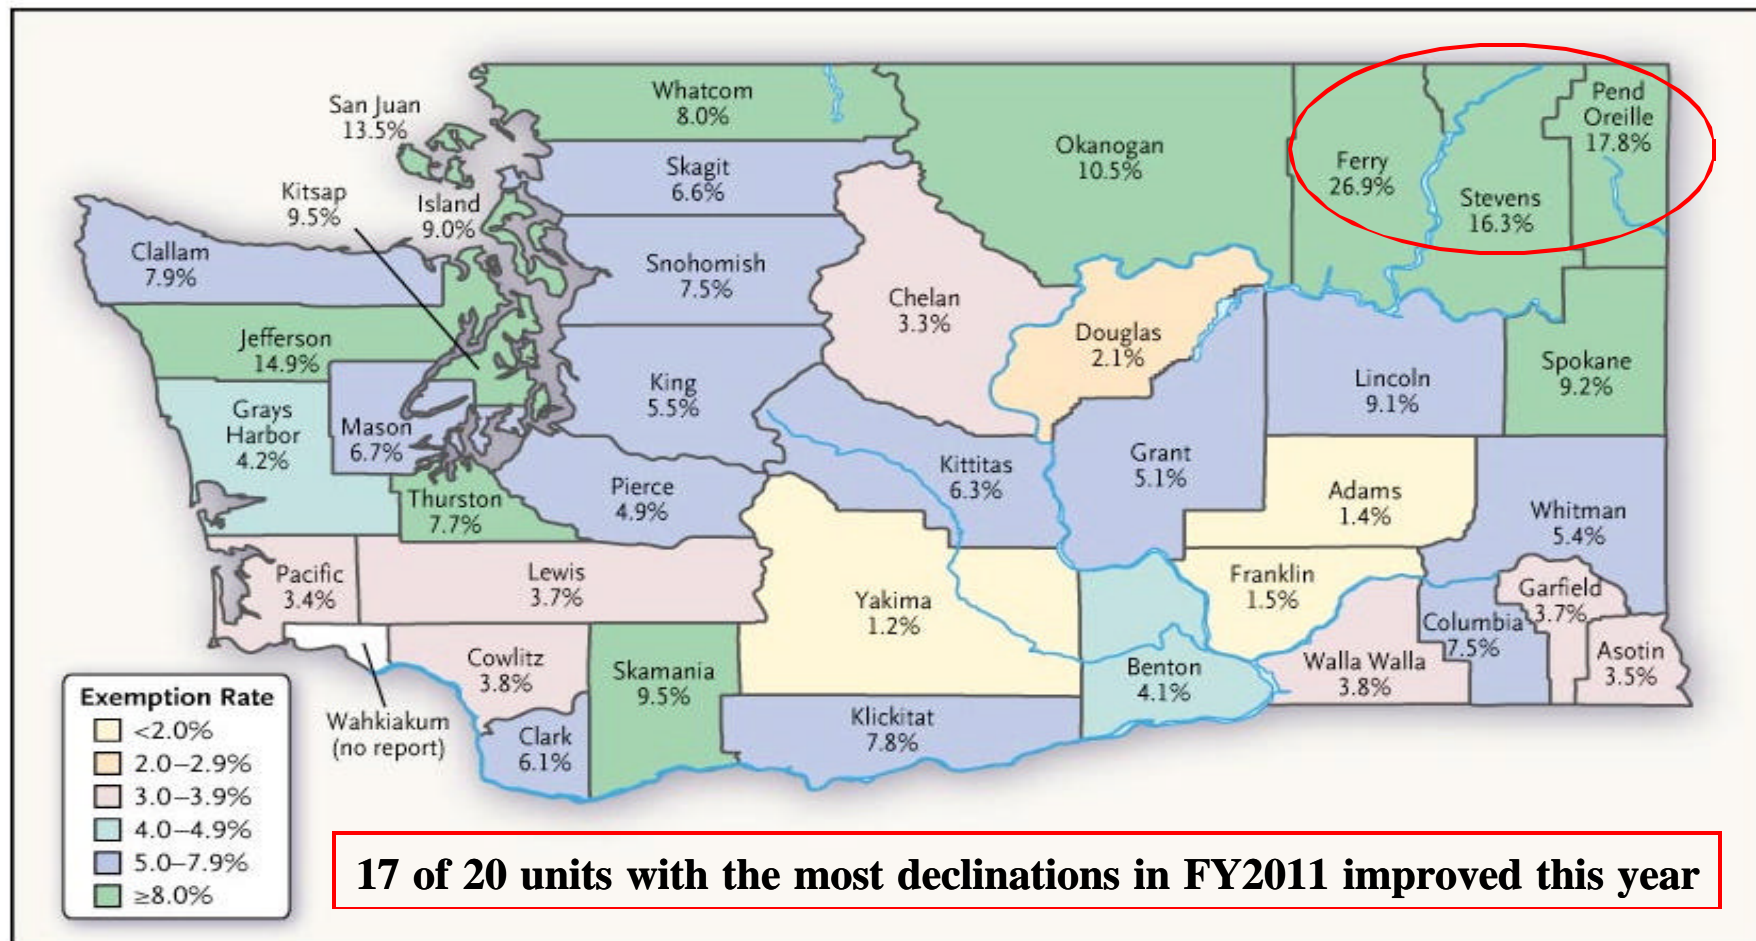 Whatcom
8.0%
San Juan
13.5%
Skagit
6.6%
Kitsap
9.5%
Island
9.0%
Okanogan
10.5%
Ferry
26.9%
Stevens
16.3%
Pend
Oreille
17.8%
Clallam
7.9%
Snohomish
7.5%
Chelan
3.3%
Douglas
2.1%
Jefferson
14.9%
King
5.5%
Lincoln
9.1%
Spokane
9.2%
Grays
Harbor
4.2%
Mason
6.7%
Kittitas
6.3%
Grant
5.1%
Adams
1.4%
Whitman
5.4%
Thurston
7.7%
Pierce
4.9%
Pacific
3.4%
Lewis
3.7%
Yakima
1.2%
Franklin
1.5%
Garfield
3.7%
Columbia
7.5%
Asotin
3.5%
Cowlitz
3.8%
Skamania
9.5%
Benton
4.1%
Walla Walla
3.8%
Wahkiakum
(no report)
Clark
6.1%
Klickitat
7.8%
Exemption Rate
<2.0%
2.0–2.9%
3.0–3.9%
4.0–4.9%
5.0–7.9%
≥8.0%
17 of 20 units with the most declinations in FY2011 improved this year